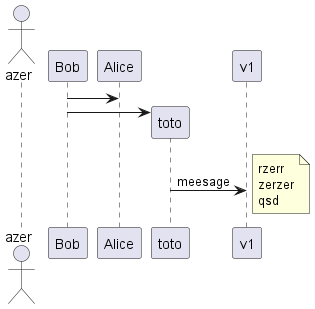 azer
Bob
Alice
v1
toto
meesage
rzerr
zerzer
qsd
azer
Bob
Alice
toto
v1